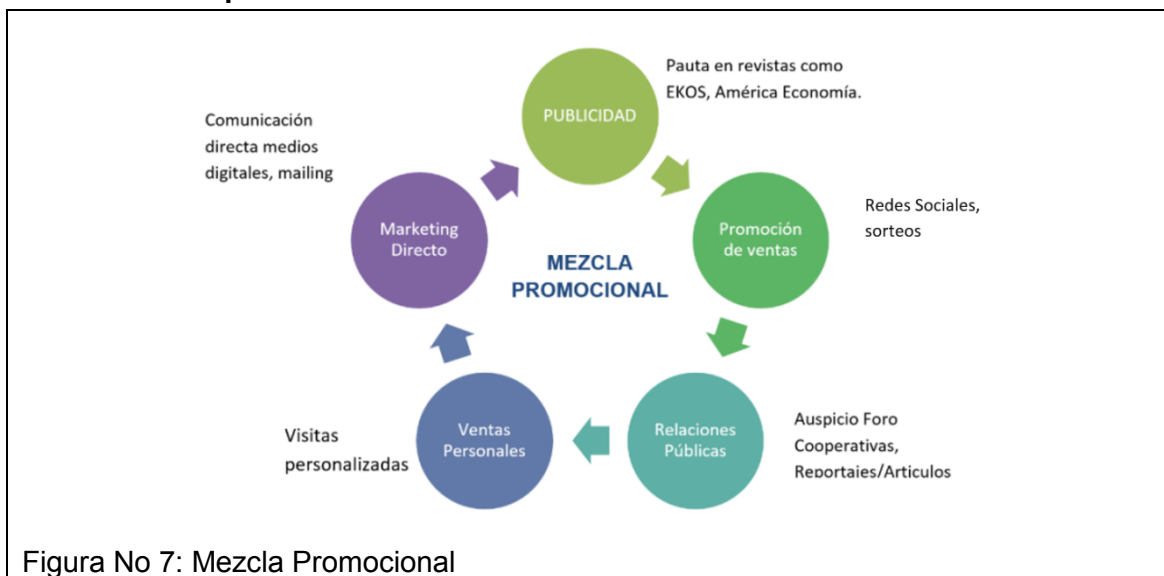 PUBLICIDAD
Pauta en revistas como
EKOS, América Economía.
Promoción
de ventas
Redes Sociales,
sorteos
Relaciones
Públicas
Auspicio Foro
Cooperativas,
Reportajes/Articulos
Ventas
Personales
Visitas
personalizadas
Marketing
Directo
Comunicación
directa medios
digitales, mailing
MEZCLA
PROMOCIONAL
Figura No 7: Mezcla Promocional